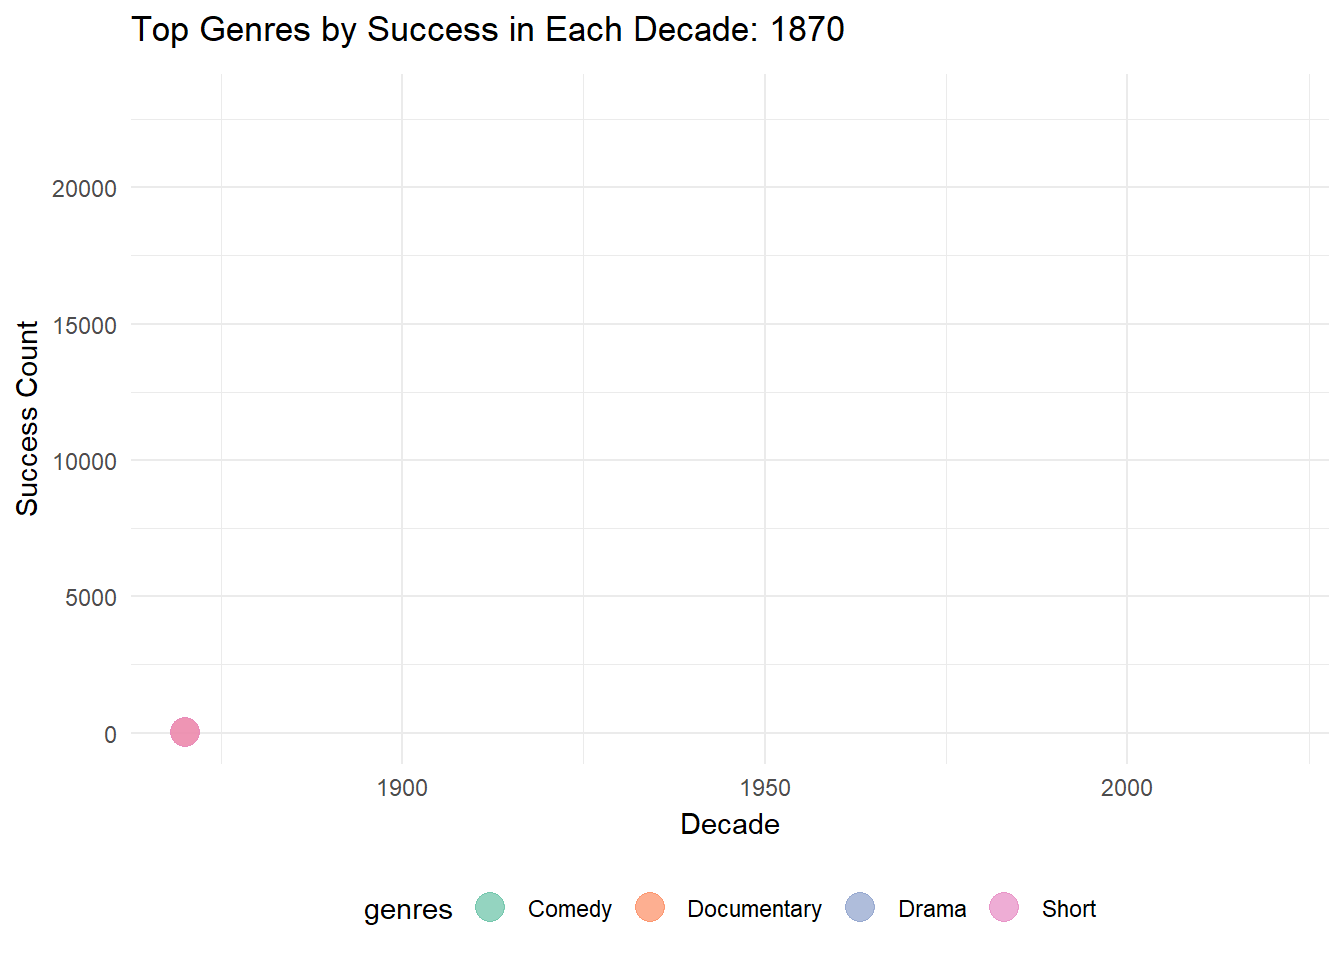 Top Genres by Success in Each Decade: 1870
Success Count
20000
15000
10000
5000
0
1900 1950 2000
Decade
genres Comedy Documentary Drama Short